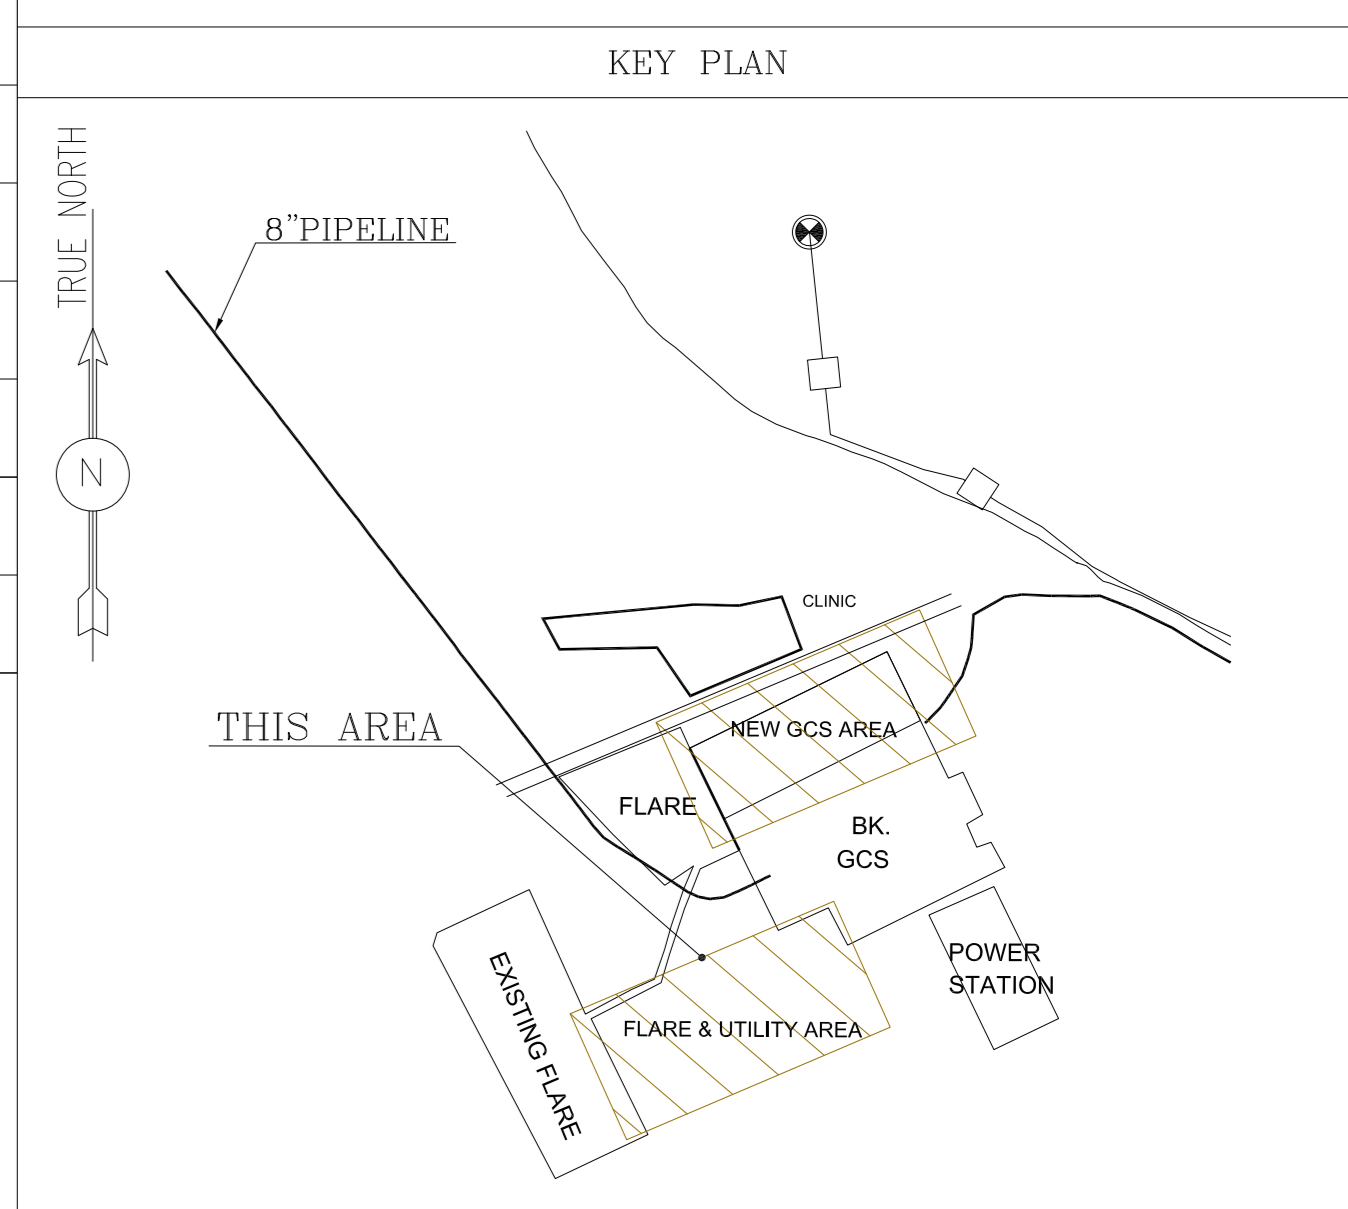 KEY PLAN
TRUE NORTH
8"PIPELINE
N
CLINIC
THIS AREA
NEW GCS AREA
FLARE
BK.
GCS
POWER
STATION
EXISTING FLARE
FLARE & UTILITY AREA